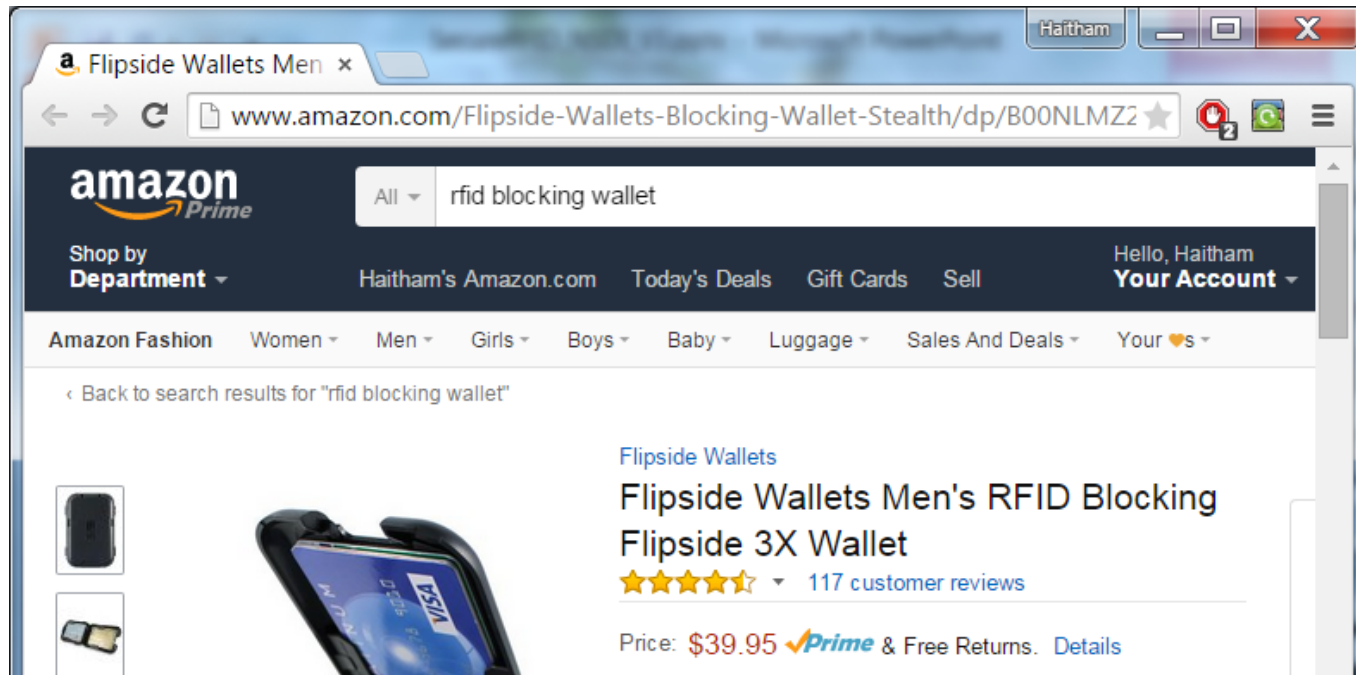 Haitham
a Flipside Wallets Men ×
www.amazon.com/Flipside-Wallets-Blocking-Wallet-Stealth/dp/B00NLMZ2
2
amazon
Prime
All rfid blocking wallet
Shop by
Department
Haitham's Amazon.com Today's Deals Gift Cards Sell
Hello, Haitham
Your Account
Amazon Fashion Women Men Girls Boys Baby Luggage Sales And Deals Your 🧡s
‹ Back to search results for "rfid blocking wallet"
Flipside Wallets
Flipside Wallets Men's RFID Blocking
Flipside 3X Wallet
117 customer reviews
Price: $39.95 Prime & Free Returns. Details
VISA